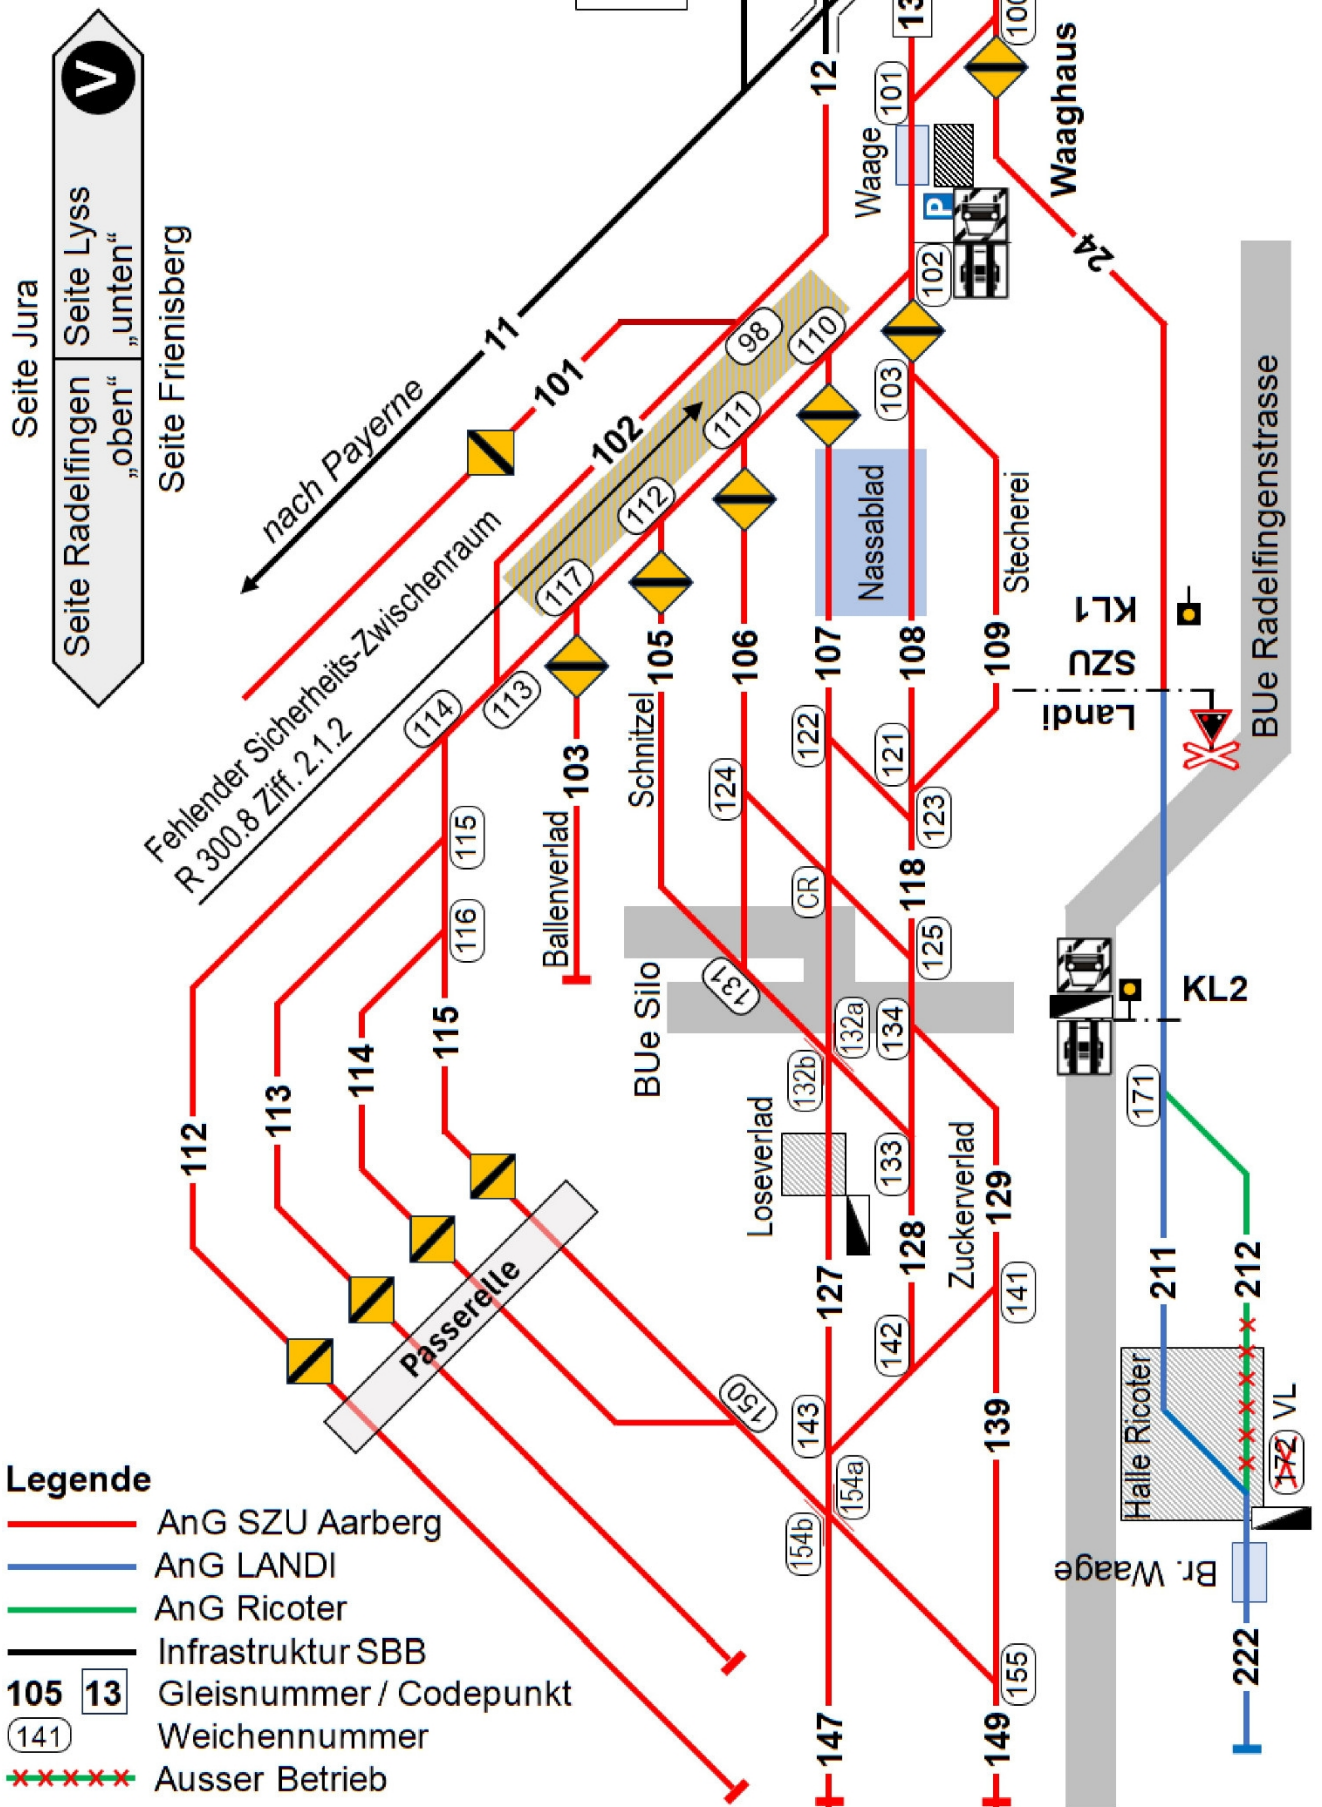 Seite Jura
Seite Radelfingen
„oben“
Seite Lyss
„unten“
V
Seite Frienisberg
12
13
100
101
Waage
P
Waaghaus
102
24
11
nach Payerne
101
98
110
102
111
103
112
117
Nassablad
Stecherei
Fehlender Sicherheits-Zwischenraum
R 300.8 Ziff. 2.1.2
114
113
105
106
107
108
109
Schnitzel
103
Ballenverlad
KL1
SZU
Landi
BUe Radelfingenstrasse
122
121
124
123
115
116
CR
118
125
131
BUe Silo
132a
134
132b
KL2
115
114
113
112
Loseverlad
133
Zuckerverlad
129
128
127
171
141
142
143
211
212
Passerelle
150
139
154a
154b
Halle Ricoter
172 VL
Br. Waage
222
155
147
149
Legende
AnG SZU Aarberg
AnG LANDI
AnG Ricoter
Infrastruktur SBB
105 13 Gleisnummer / Codepunkt
141 Weichennummer
Ausser Betrieb